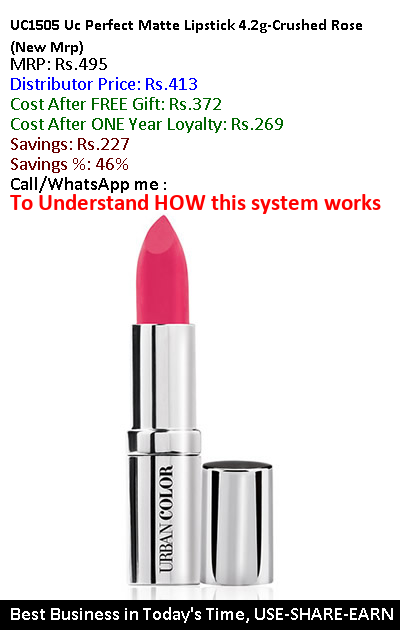 UC1505 Uc Perfect Matte Lipstick 4.2g-Crushed Rose
(New Mrp)
MRP: Rs.495
Distributor Price: Rs.413
Cost After FREE Gift: Rs.372
Cost After ONE Year Loyalty: Rs.269
Savings: Rs.227
Savings %: 46%
Call/WhatsApp me :
To Understand HOW this system works
URBAN COLOR
Best Business in Today's Time, USE-SHARE-EARN